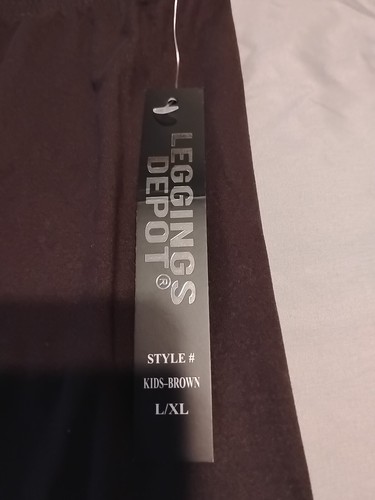 LEGGINGS
DEPOT®
STYLE #
KIDS-BROWN
L/XL